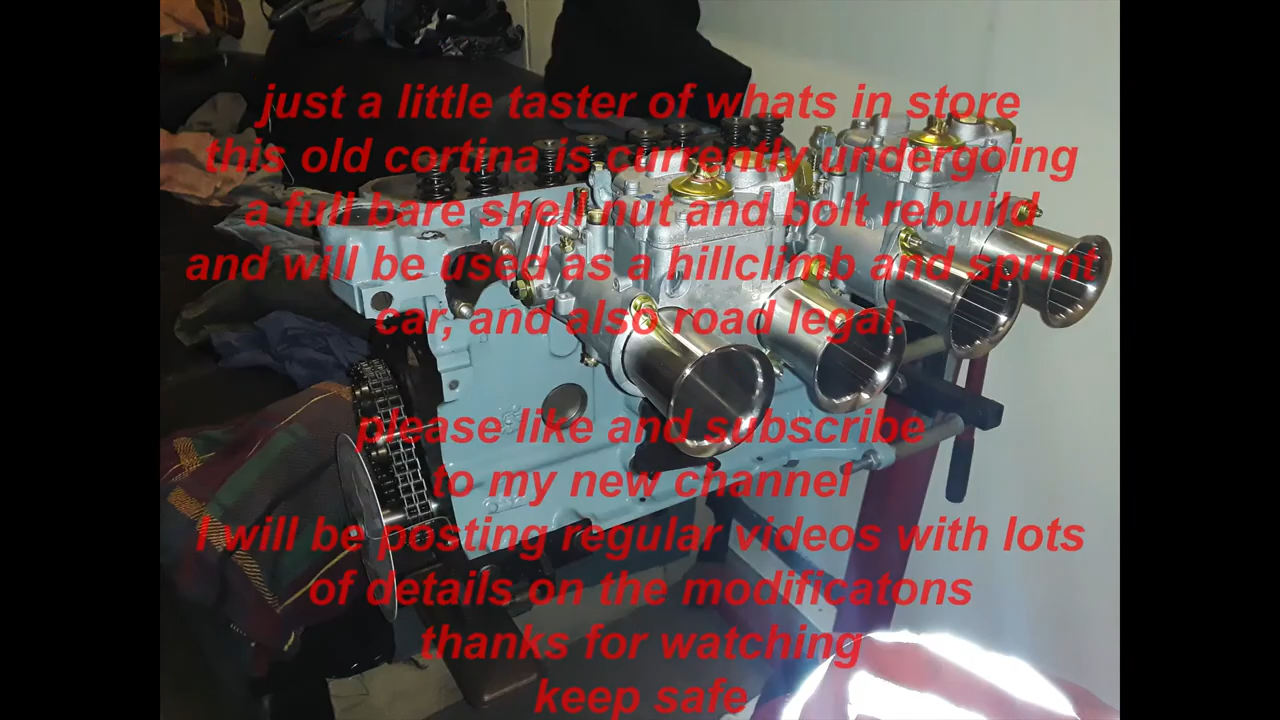 just a little taster of whats in store
this old cortina is currently undergoing
a full bare shell nut and bolt rebuild
and will be used as a hillclimb and sprint
car, and also road legal.
please like and subscribe
to my new channel
I will be posting regular videos with lots
of details on the modificatons
thanks for watching
keep safe